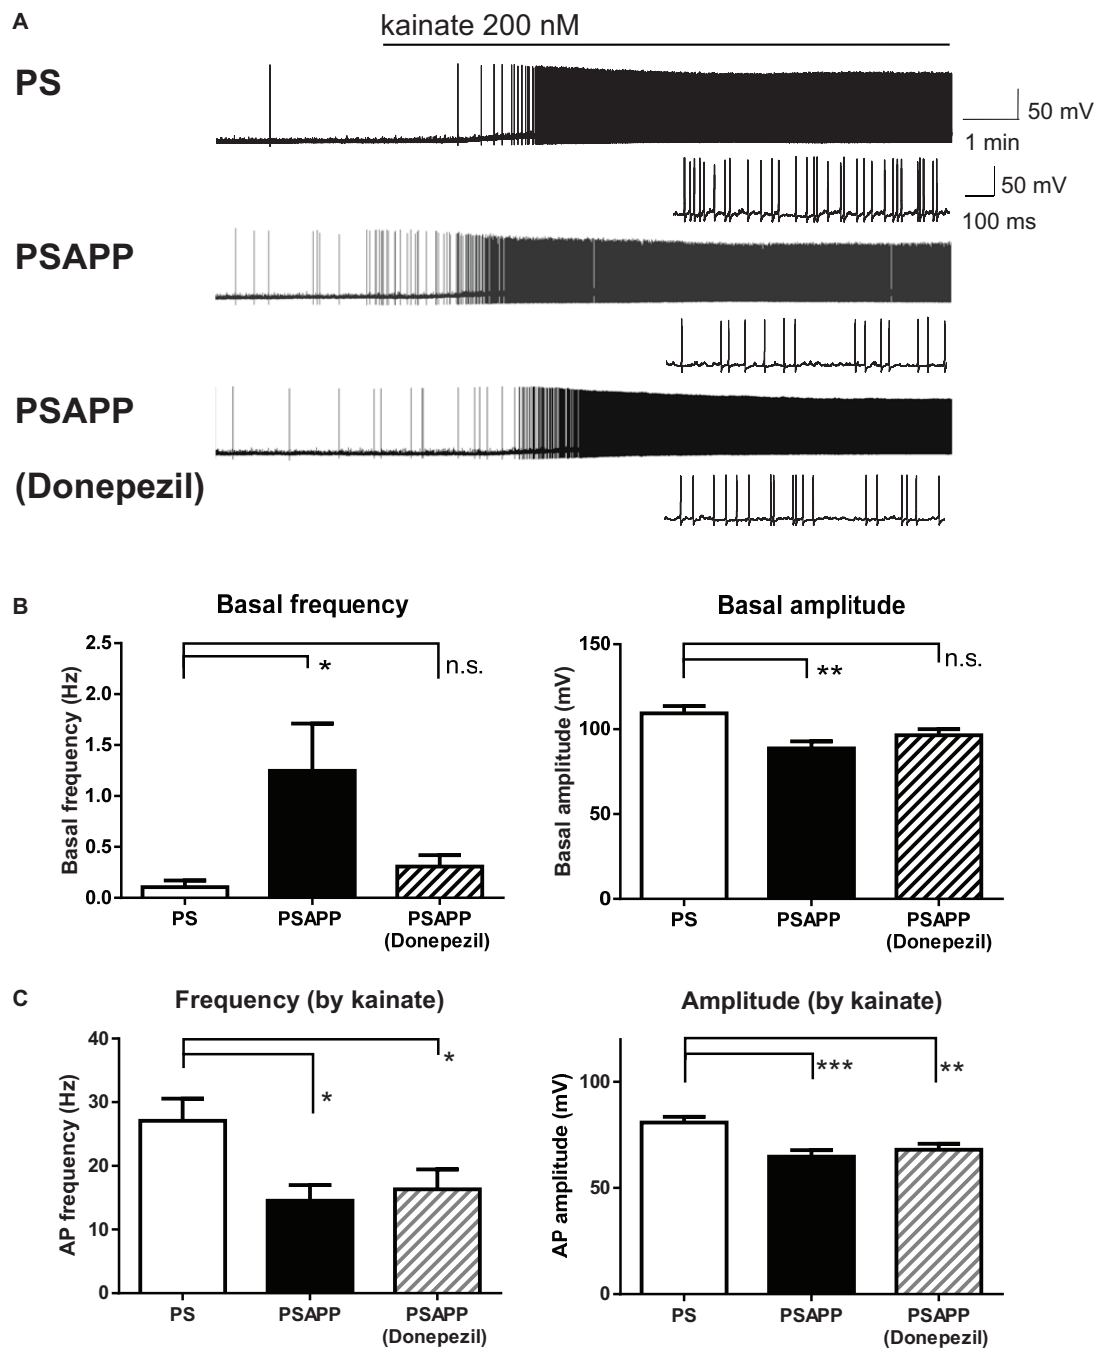 A
kainate 200 nM
PS
50 mV
1 min
50 mV
100 ms
PSAPP
PSAPP
(Donepezil)
B
Basal frequency
Basal frequency (Hz)
2.5
2.0
1.5
1.0
0.5
0.0
*
n.s.
PS
PSAPP
PSAPP
(Donepezil)
Basal amplitude
Basal amplitude (mV)
150
100
50
0
**
n.s.
PS
PSAPP
PSAPP
(Donepezil)
C
Frequency (by kainate)
AP frequency (Hz)
40
30
20
10
0
*
*
PS
PSAPP
PSAPP
(Donepezil)
Amplitude (by kainate)
AP amplitude (mV)
100
50
0
***
**
PS
PSAPP
PSAPP
(Donepezil)